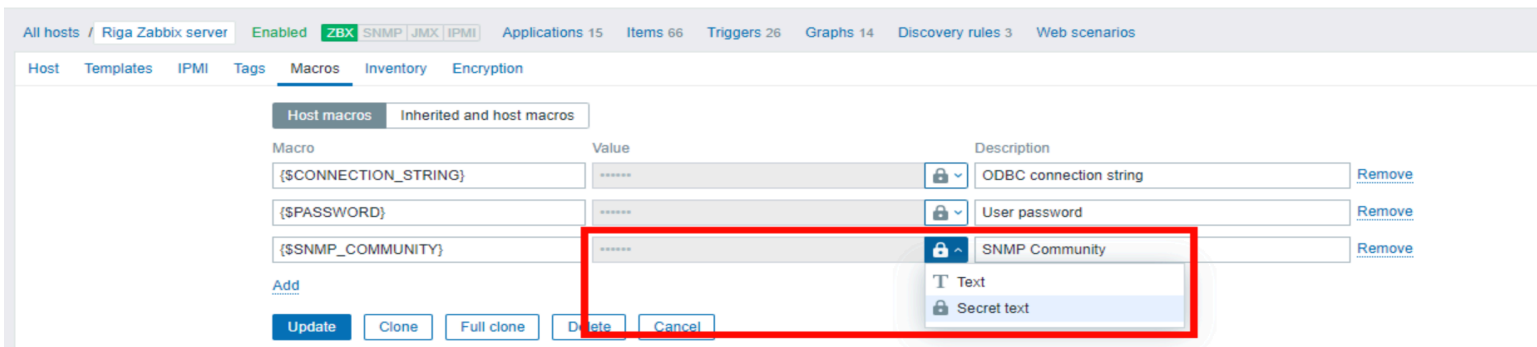 All hosts / Riga Zabbix server Enabled ZBX SNMP JMX IPMI Applications 15 Items 66 Triggers 26 Graphs 14 Discovery rules 3 Web scenarios
Host Templates IPMI Tags Macros Inventory Encryption
Host macros Inherited and host macros
Macro Value Description
{$CONNECTION_STRING} •••••• ODBC connection string Remove
{$PASSWORD} •••••• User password Remove
{$SNMP_COMMUNITY} •••••• SNMP Community Remove
T Text
Add
Secret text
Update Clone Full clone Delete Cancel